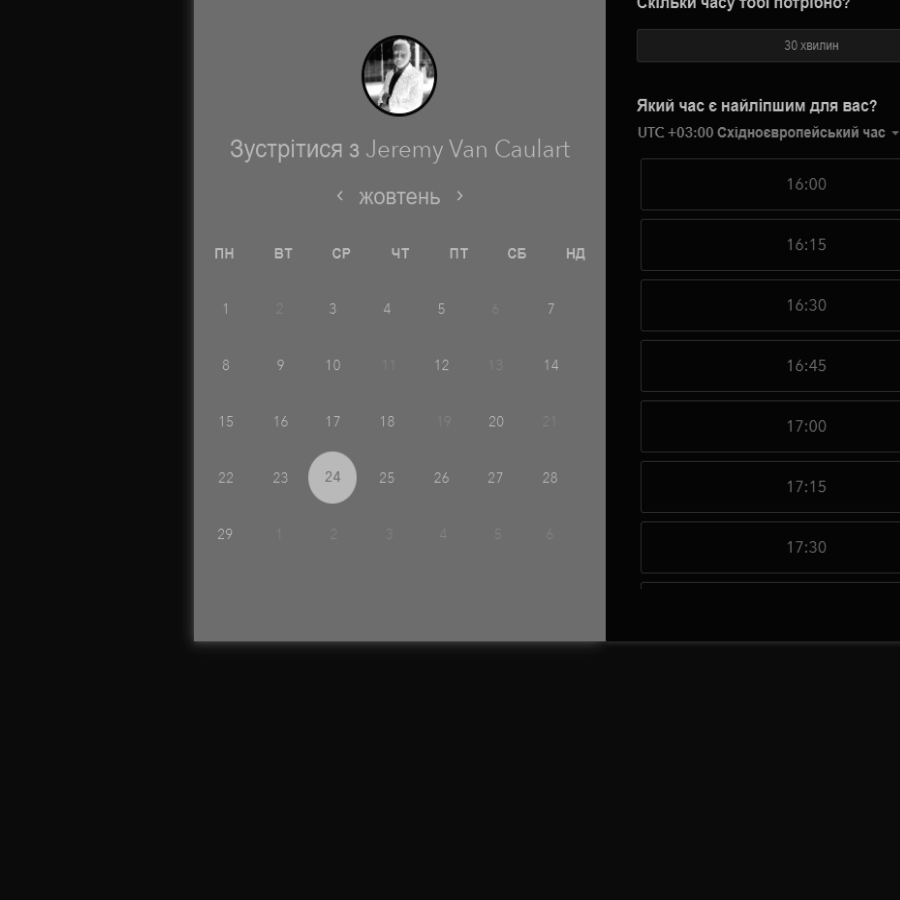 Зустрітися з Jeremy Van Caulart
‹ жовтень ›
ПН ВТ СР ЧТ ПТ СБ НД
1 2 3 4 5 6 7
8 9 10 11 12 13 14
15 16 17 18 19 20 21
22 23 24 25 26 27 28
29 1 2 3 4 5 6
Скільки часу тобі потрібно?
30 хвилин
Який час є найліпшим для вас?
UTC +03:00 Східноєвропейський час
16:00
16:15
16:30
16:45
17:00
17:15
17:30